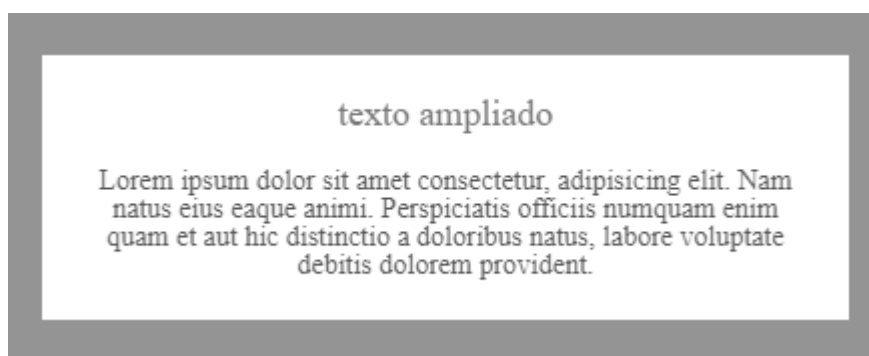 texto ampliado
Lorem ipsum dolor sit amet consectetur, adipisicing elit. Nam
natus eius eaque animi. Perspiciatis officiis numquam enim
quam et aut hic distinctio a doloribus natus, labore voluptate
debitis dolorem provident.